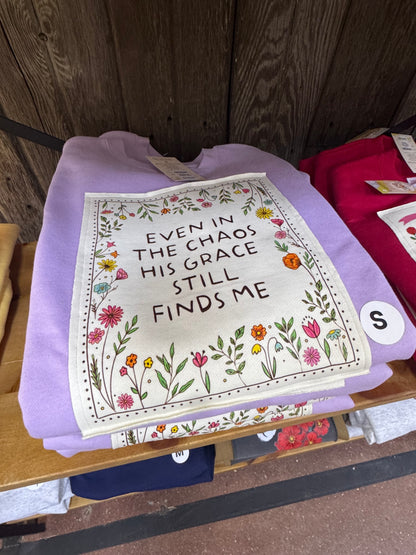 EVEN IN
THE CHAOS
HIS GRACE
STILL
FINDS ME
S
M